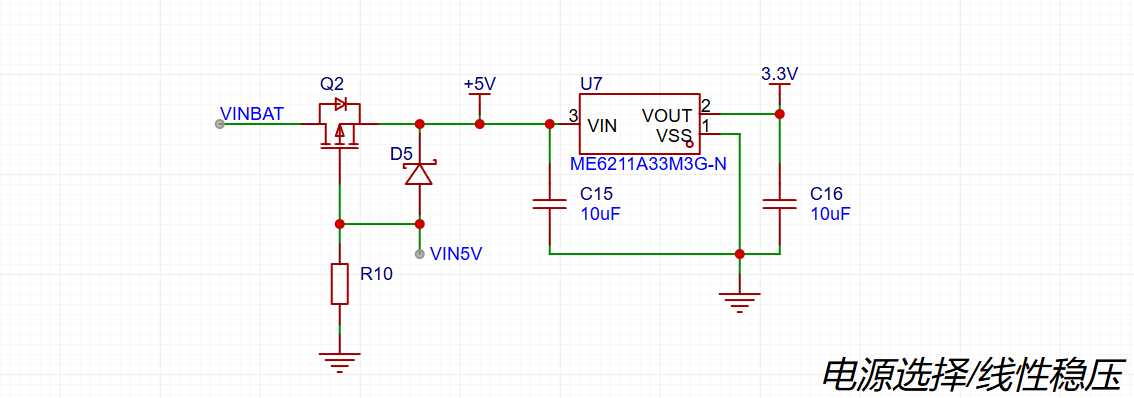 Q2
+5V
U7
3.3V
VINBAT
3
VIN
VOUT
2
VSS
1
D5
ME6211A33M3G-N
C15
10uF
C16
10uF
VIN5V
R10
电源选择/线性稳压